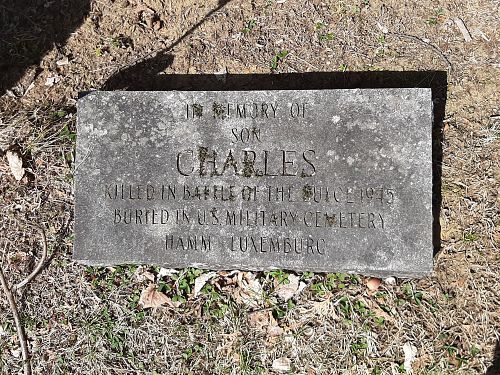 IN MEMORY OF
SON
CHARLES
KILLED IN BATTLE OF THE BULGE 1945
BURIED IN U.S. MILITARY CEMETERY
HAMM LUXEMBURG